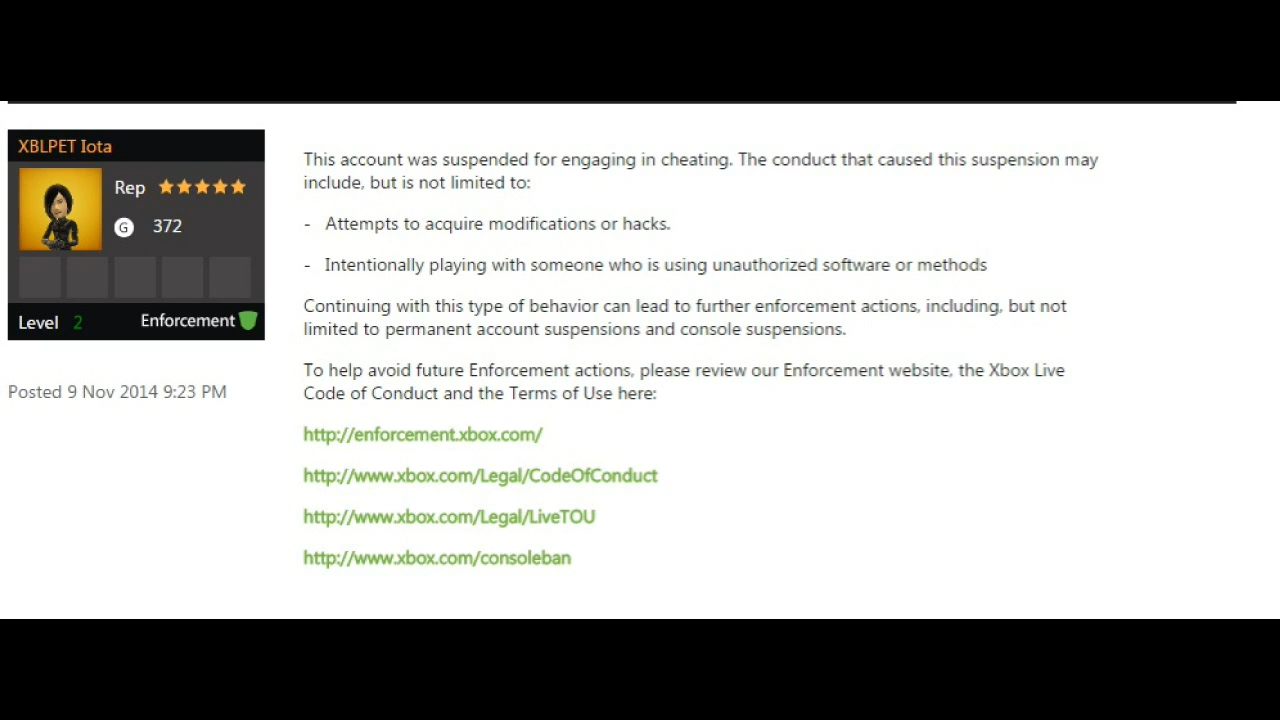 XBLPET Iota
Rep
G 372
Level 2 Enforcement
Posted 9 Nov 2014 9:23 PM
This account was suspended for engaging in cheating. The conduct that caused this suspension may
include, but is not limited to:
- Attempts to acquire modifications or hacks.
- Intentionally playing with someone who is using unauthorized software or methods
Continuing with this type of behavior can lead to further enforcement actions, including, but not
limited to permanent account suspensions and console suspensions.
To help avoid future Enforcement actions, please review our Enforcement website, the Xbox Live
Code of Conduct and the Terms of Use here:
http://enforcement.xbox.com/
http://www.xbox.com/Legal/CodeOfConduct
http://www.xbox.com/Legal/LiveTOU
http://www.xbox.com/consoleban